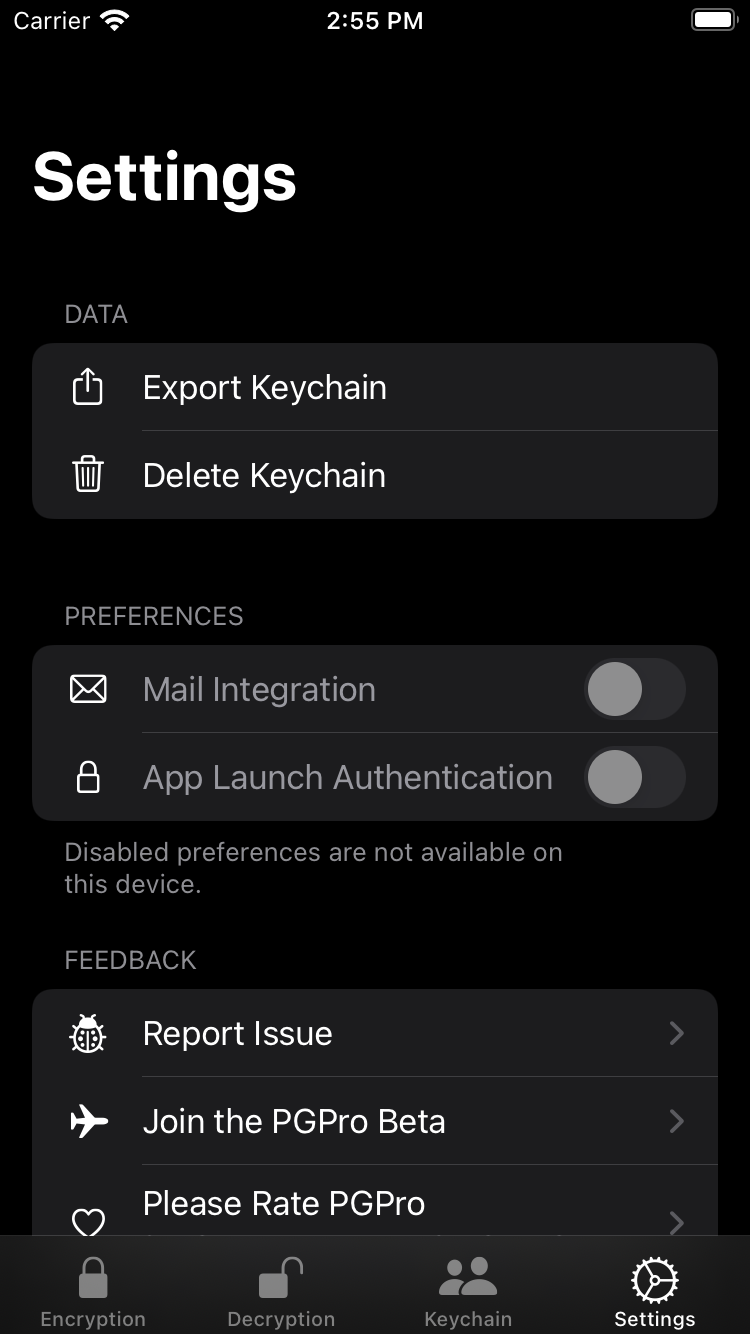 Carrier 2:55 PM
Settings
DATA
Export Keychain
Delete Keychain
PREFERENCES
Mail Integration
App Launch Authentication
Disabled preferences are not available on
this device.
FEEDBACK
Report Issue
Join the PGPro Beta
Please Rate PGPro
Encryption Decryption Keychain Settings